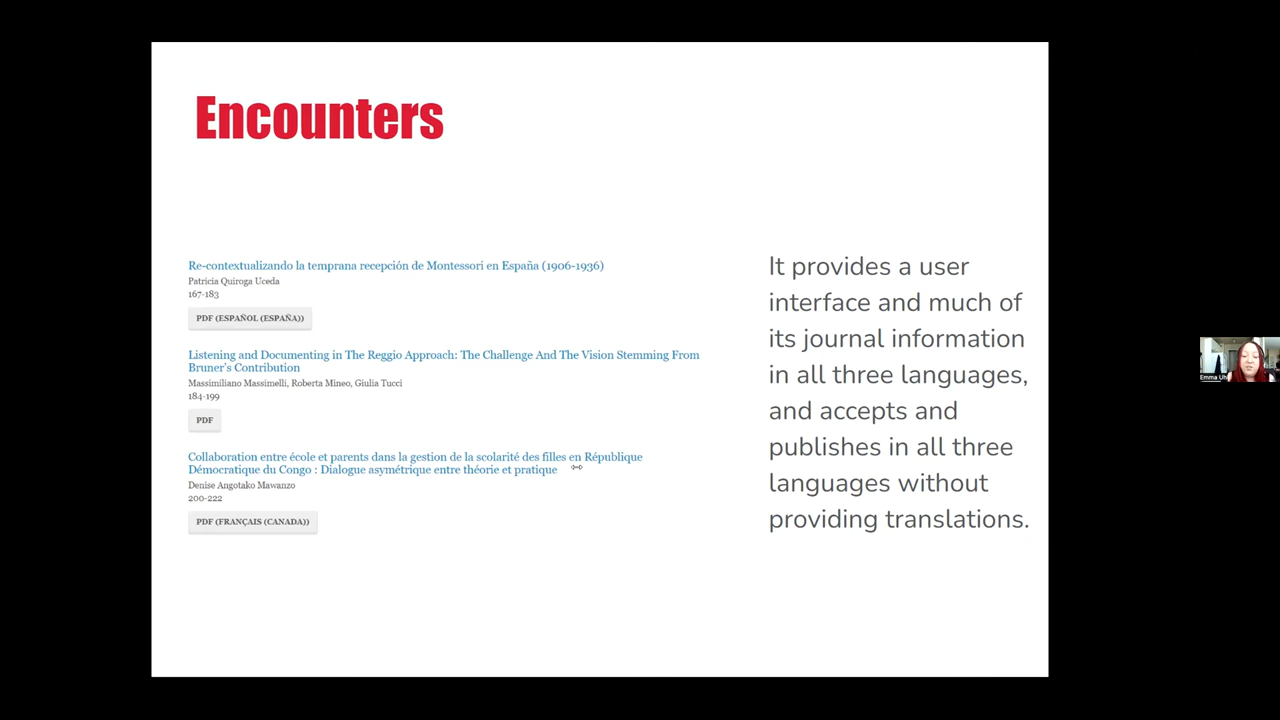 Encounters
Re-contextualizando la temprana recepción de Montessori en España (1906-1936)
Patricia Quiroga Uceda
167-183
PDF (ESPAÑOL (ESPAÑA))
Listening and Documenting in The Reggio Approach: The Challenge And The Vision Stemming From
Bruner's Contribution
Massimiliano Massimelli, Roberta Mineo, Giulia Tucci
184-199
PDF
Collaboration entre école et parents dans la gestion de la scolarité des filles en République
Démocratique du Congo : Dialogue asymétrique entre théorie et pratique
Denise Angotako Mawanzo
200-222
PDF (FRANÇAIS (CANADA))
It provides a user
interface and much of
its journal information
in all three languages,
and accepts and
publishes in all three
languages without
providing translations.
Emma